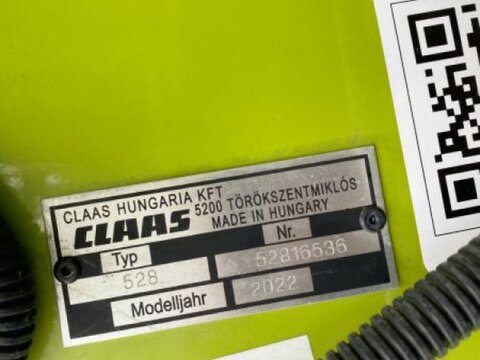 CLAAS HUNGARIA KFT
5200 TÖRÖKSZENTMIKLÓS
CLAAS MADE IN HUNGARY
Typ Nr.
528 52816536
Modelljahr 2022